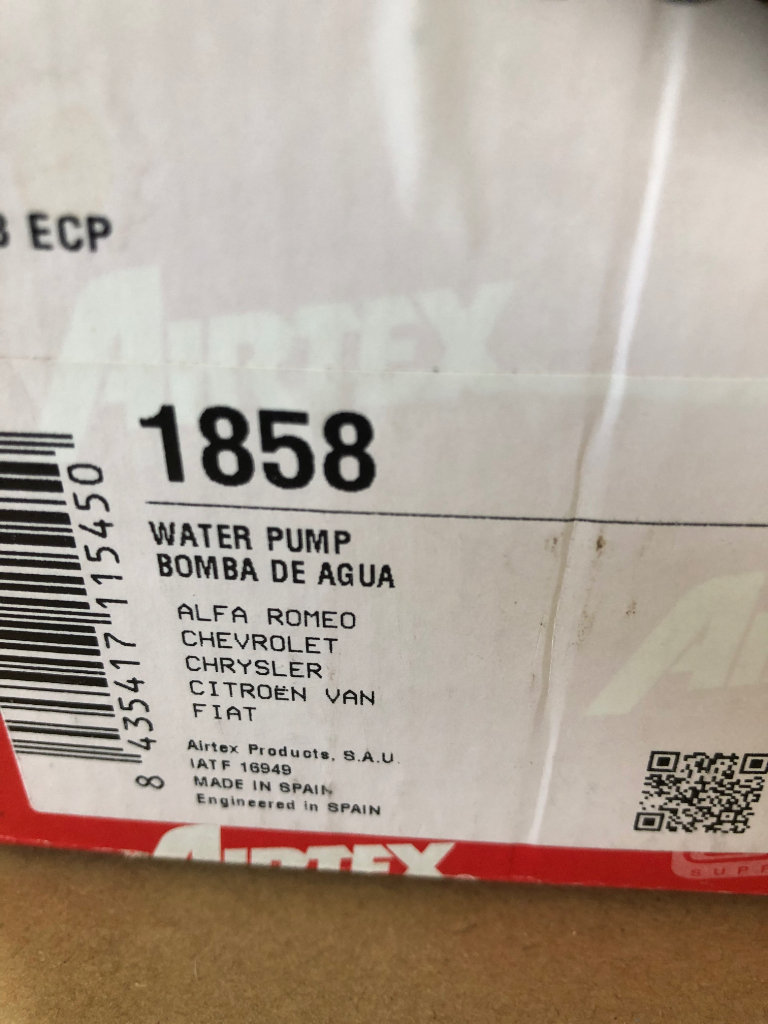 ECP
AIRTEX
1858
WATER PUMP
BOMBA DE AGUA
ALFA ROMEO
CHEVROLET
CHRYSLER
CITROEN VAN
FIAT
Airtex Products, S.A.U.
IATF 16949
MADE IN SPAIN
Engineered in SPAIN
8 435417 115450
AIRTEX